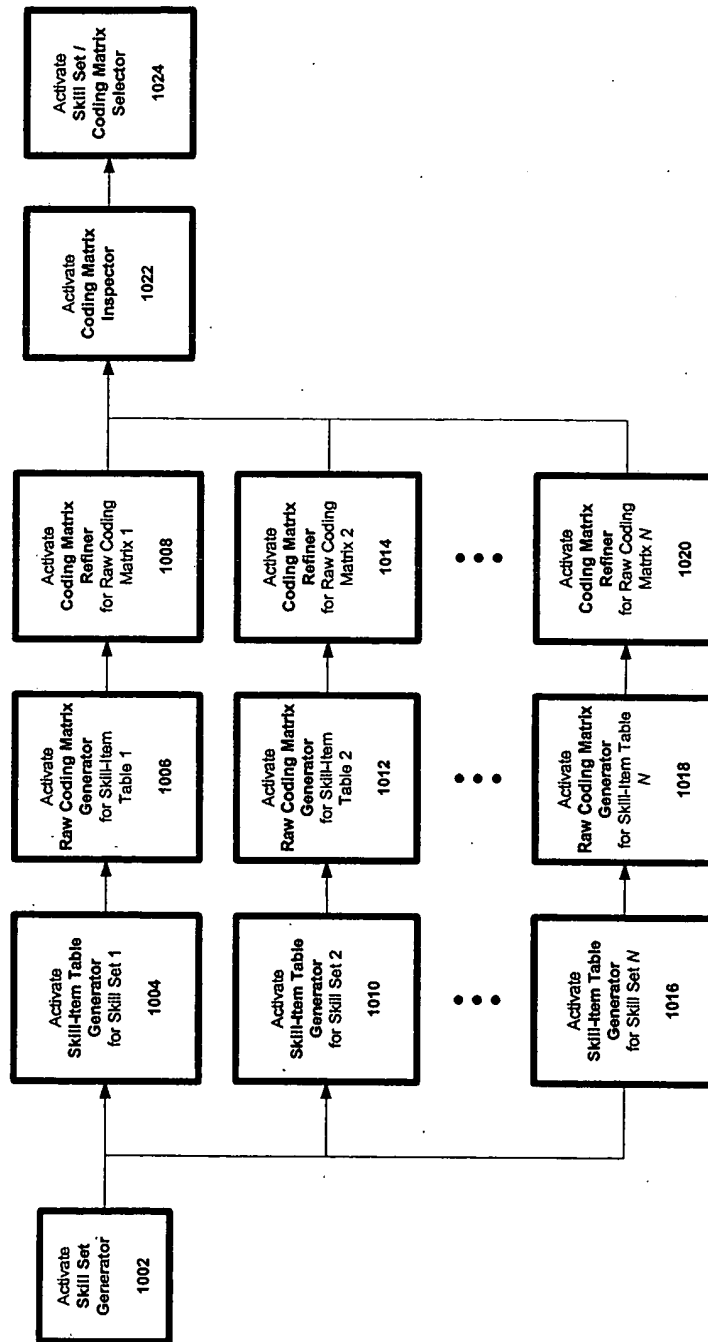 Activate
Skill Set
Generator
1002
Activate
Skill-Item Table
Generator
for Skill Set 1
1004
Activate
Raw Coding Matrix
Generator
for Skill-Item
Table 1
1006
Activate
Coding Matrix
Refiner
for Raw Coding
Matrix 1
1008
Activate
Skill-Item Table
Generator
for Skill Set 2
1010
Activate
Raw Coding Matrix
Generator
for Skill-Item
Table 2
1012
Activate
Coding Matrix
Refiner
for Raw Coding
Matrix 2
1014
Activate
Skill-Item Table
Generator
for Skill Set N
1016
Activate
Raw Coding Matrix
Generator
for Skill-Item Table
N
1018
Activate
Coding Matrix
Refiner
for Raw Coding
Matrix N
1020
Activate
Coding Matrix
Inspector
1022
Activate
Skill Set /
Coding Matrix
Selector
1024